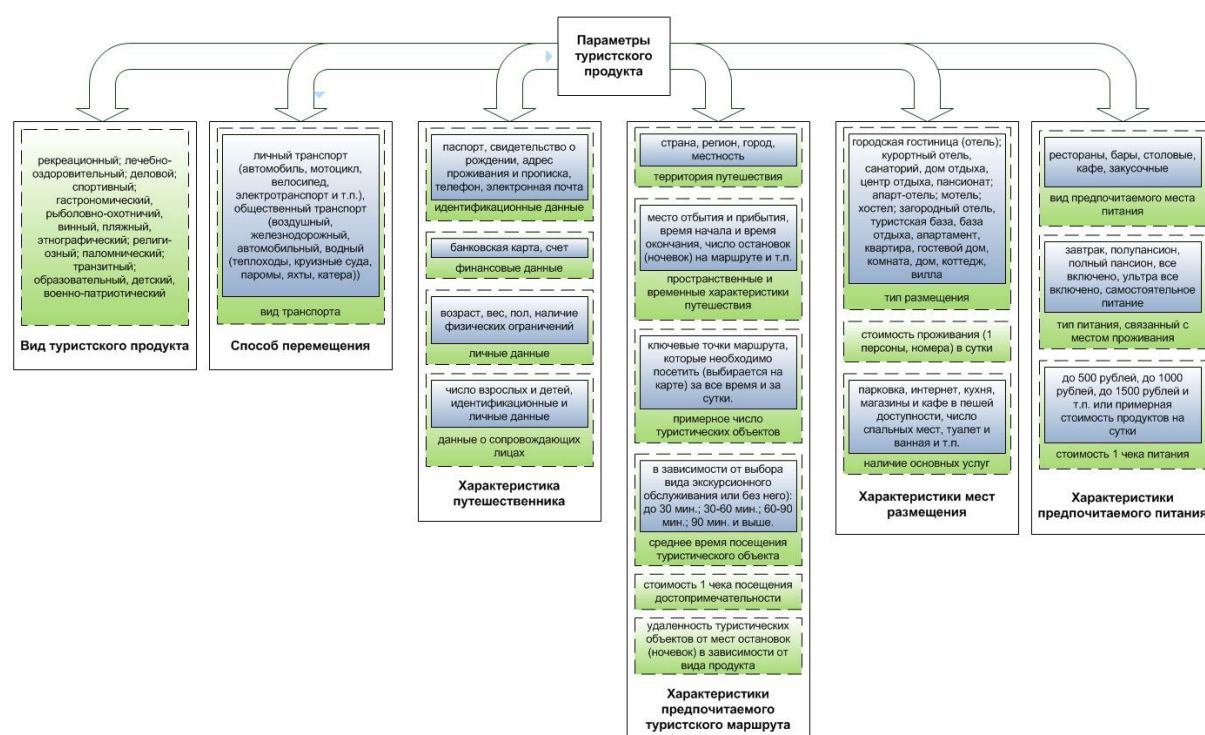 Параметры
туристского
продукта
рекреационный; лечебно-
оздоровительный; деловой;
спортивный;
гастрономический,
рыболовно-охотничий,
винный, пляжный,
этнографический; религи-
озный; паломнический;
транзитный;
образовательный, детский,
военно-патриотический
Вид туристского продукта
личный транспорт
(автомобиль, мотоцикл,
велосипед,
электротранспорт и т.п.),
общественный транспорт
(воздушный,
железнодорожный,
автомобильный, водный
(теплоходы, круизные суда,
паромы, яхты, катера))
вид транспорта
Способ перемещения
паспорт, свидетельство о
рождении, адрес
проживания и прописка,
телефон, электронная почта
идентификационные данные
банковская карта, счет
финансовые данные
возраст, вес, пол, наличие
физических ограничений
личные данные
число взрослых и детей,
идентификационные и
личные данные
данные о сопровождающих
лицах
Характеристика
путешественника
страна, регион, город,
местность
территория путешествия
место отбытия и прибытия,
время начала и время
окончания, число остановок
(ночевок) на маршруте и т.п.
пространственные и
временные характеристики
путешествия
ключевые точки маршрута,
которые необходимо
посетить (выбирается на
карте) за все время и за
сутки.
примерное число
туристических объектов
в зависимости от выбора
вида экскурсионного
обслуживания или без него):
до 30 мин.; 30-60 мин.; 60-90
мин.; 90 мин. и выше.
среднее время посещения
туристического объекта
стоимость 1 чека посещения
достопримечательности
удаленность туристических
объектов от мест остановок
(ночевок) в зависимости от
вида продукта
Характеристики
предпочитаемого
туристского маршрута
городская гостиница (отель);
курортный отель,
санаторий, дом отдыха,
центр отдыха, пансионат;
апарт-отель; мотель;
хостел; загородный отель,
туристская база, база
отдыха, апартамент,
квартира, гостевой дом,
комната, дом, коттедж,
вилла
тип размещения
стоимость проживания (1
персоны, номера) в сутки
парковка, интернет, кухня,
магазины и кафе в пешей
доступности, число
спальных мест, туалет и
ванная и т.п.
наличие основных услуг
Характеристики мест
размещения
рестораны, бары, столовые,
кафе, закусочные
вид предпочитаемого места
питания
завтрак, полупансион,
полный пансион, все
включено, ультра все
включено, самостоятельное
питание
тип питания, связанный с
местом проживания
до 500 рублей, до 1000
рублей, до 1500 рублей и
т.п. или примерная
стоимость продуктов на
сутки
стоимость 1 чека питания
Характеристики
предпочитаемого питания